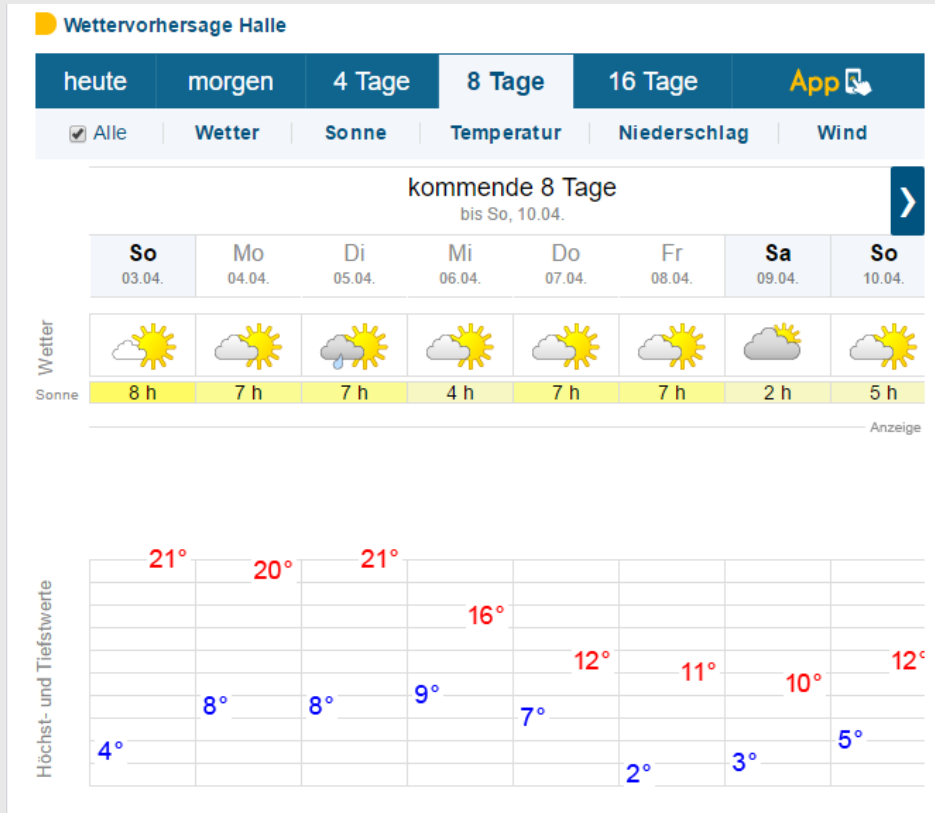 Wettervorhersage Halle
heute morgen 4 Tage 8 Tage 16 Tage App
Alle Wetter Sonne Temperatur Niederschlag Wind
kommende 8 Tage
bis So, 10.04.
So Mo Di Mi Do Fr Sa So
03.04. 04.04. 05.04. 06.04. 07.04. 08.04. 09.04. 10.04.
Wetter
Sonne 8 h 7 h 7 h 4 h 7 h 7 h 2 h 5 h
Anzeige
Höchst- und Tiefstwerte
21° 20° 21° 16° 12° 11° 10° 12°
4° 8° 8° 9° 7° 2° 3° 5°